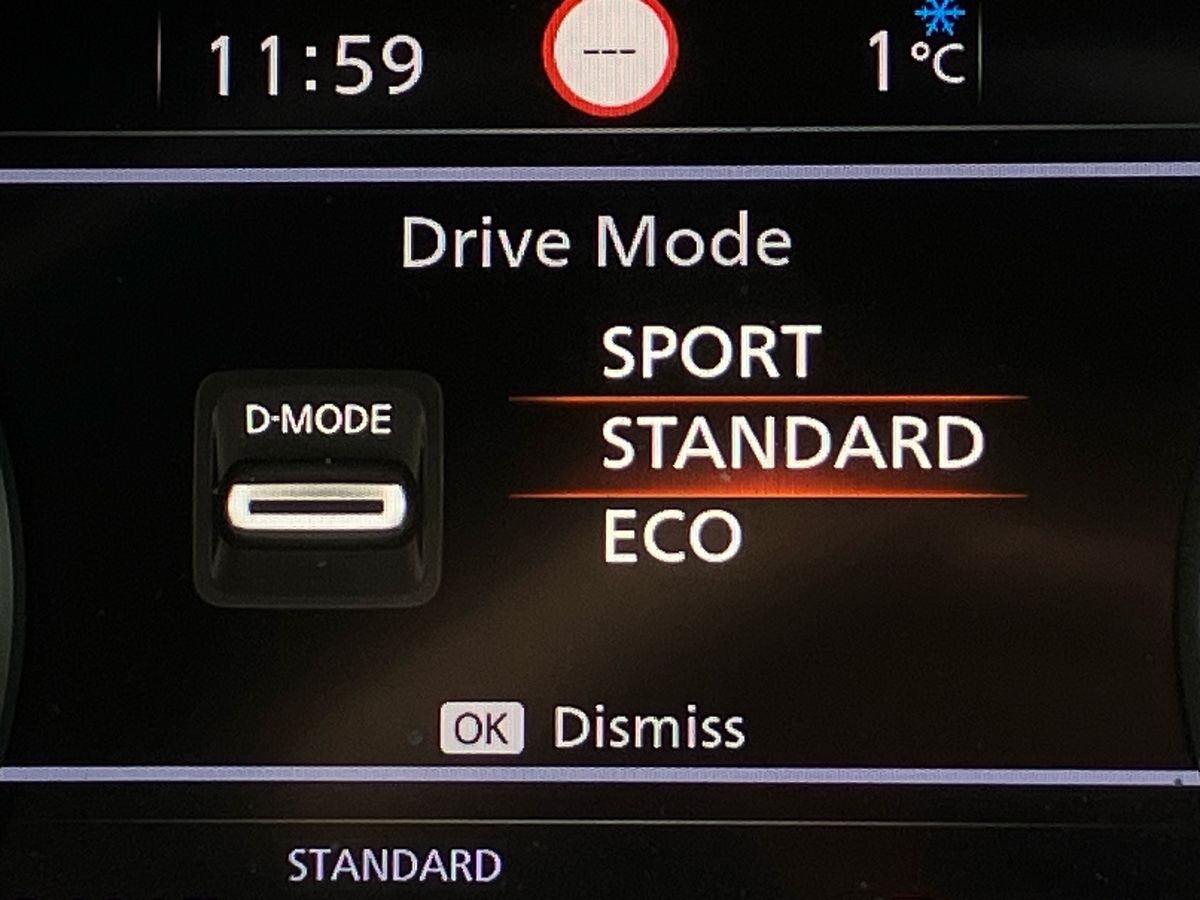 11:59
---
1 °C
Drive Mode
SPORT
D-MODE
STANDARD
ECO
OK Dismiss
STANDARD